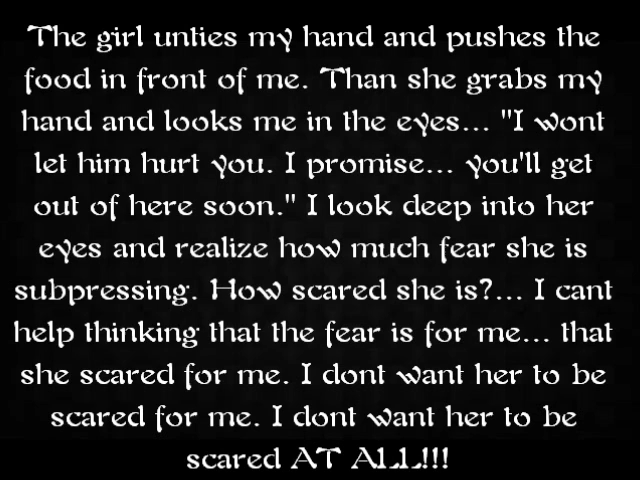 The girl unties my hand and pushes the
food in front of me. Than she grabs my
hand and looks me in the eyes... "I wont
let him hurt you. I promise... you'll get
out of here soon." I look deep into her
eyes and realize how much fear she is
subpressing. How scared she is?... I cant
help thinking that the fear is for me... that
she scared for me. I dont want her to be
scared for me. I dont want her to be
scared AT ALL!!!